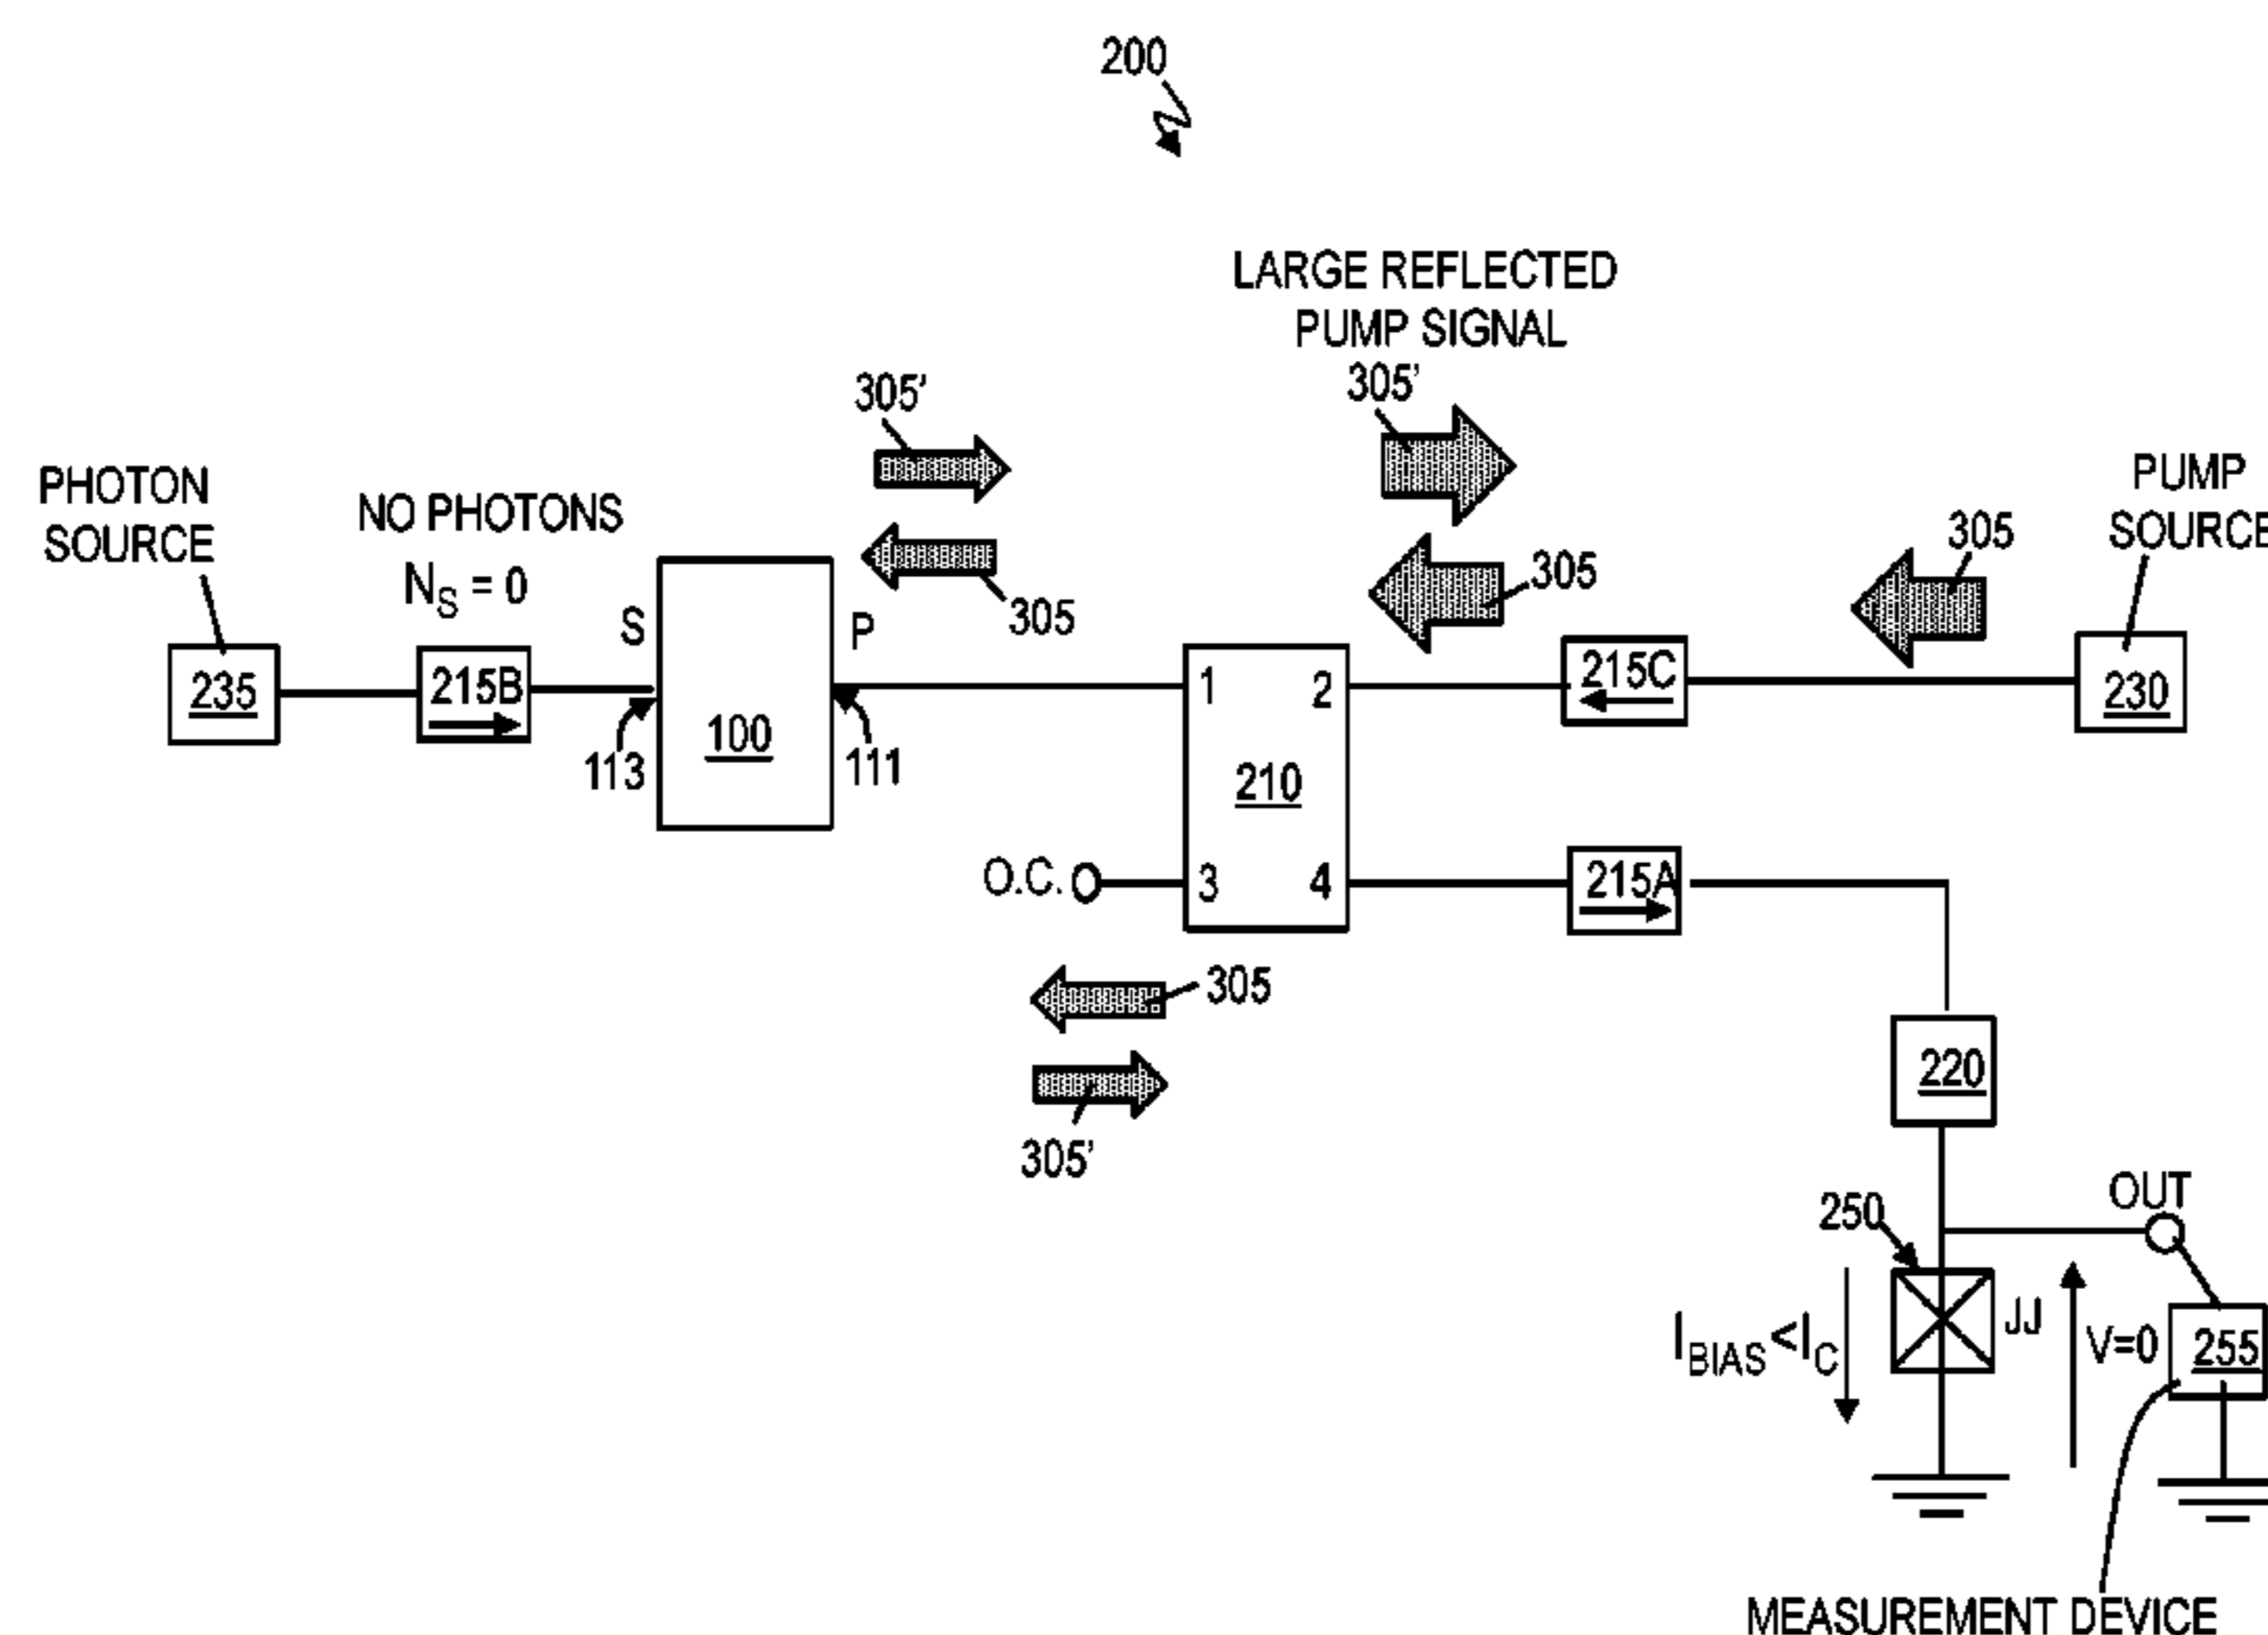 200
LARGE REFLECTED
PUMP SIGNAL
305'
305'
PHOTON
SOURCE
NO PHOTONS
N_S = 0
PUMP
SOURCE
305
305
305
S
P
235
215B
113
100
111
1
2
210
215C
230
O.C.
3
4
215A
305
305'
220
OUT
250
I_BIAS<I_C
JJ
V=0
255
MEASUREMENT DEVICE